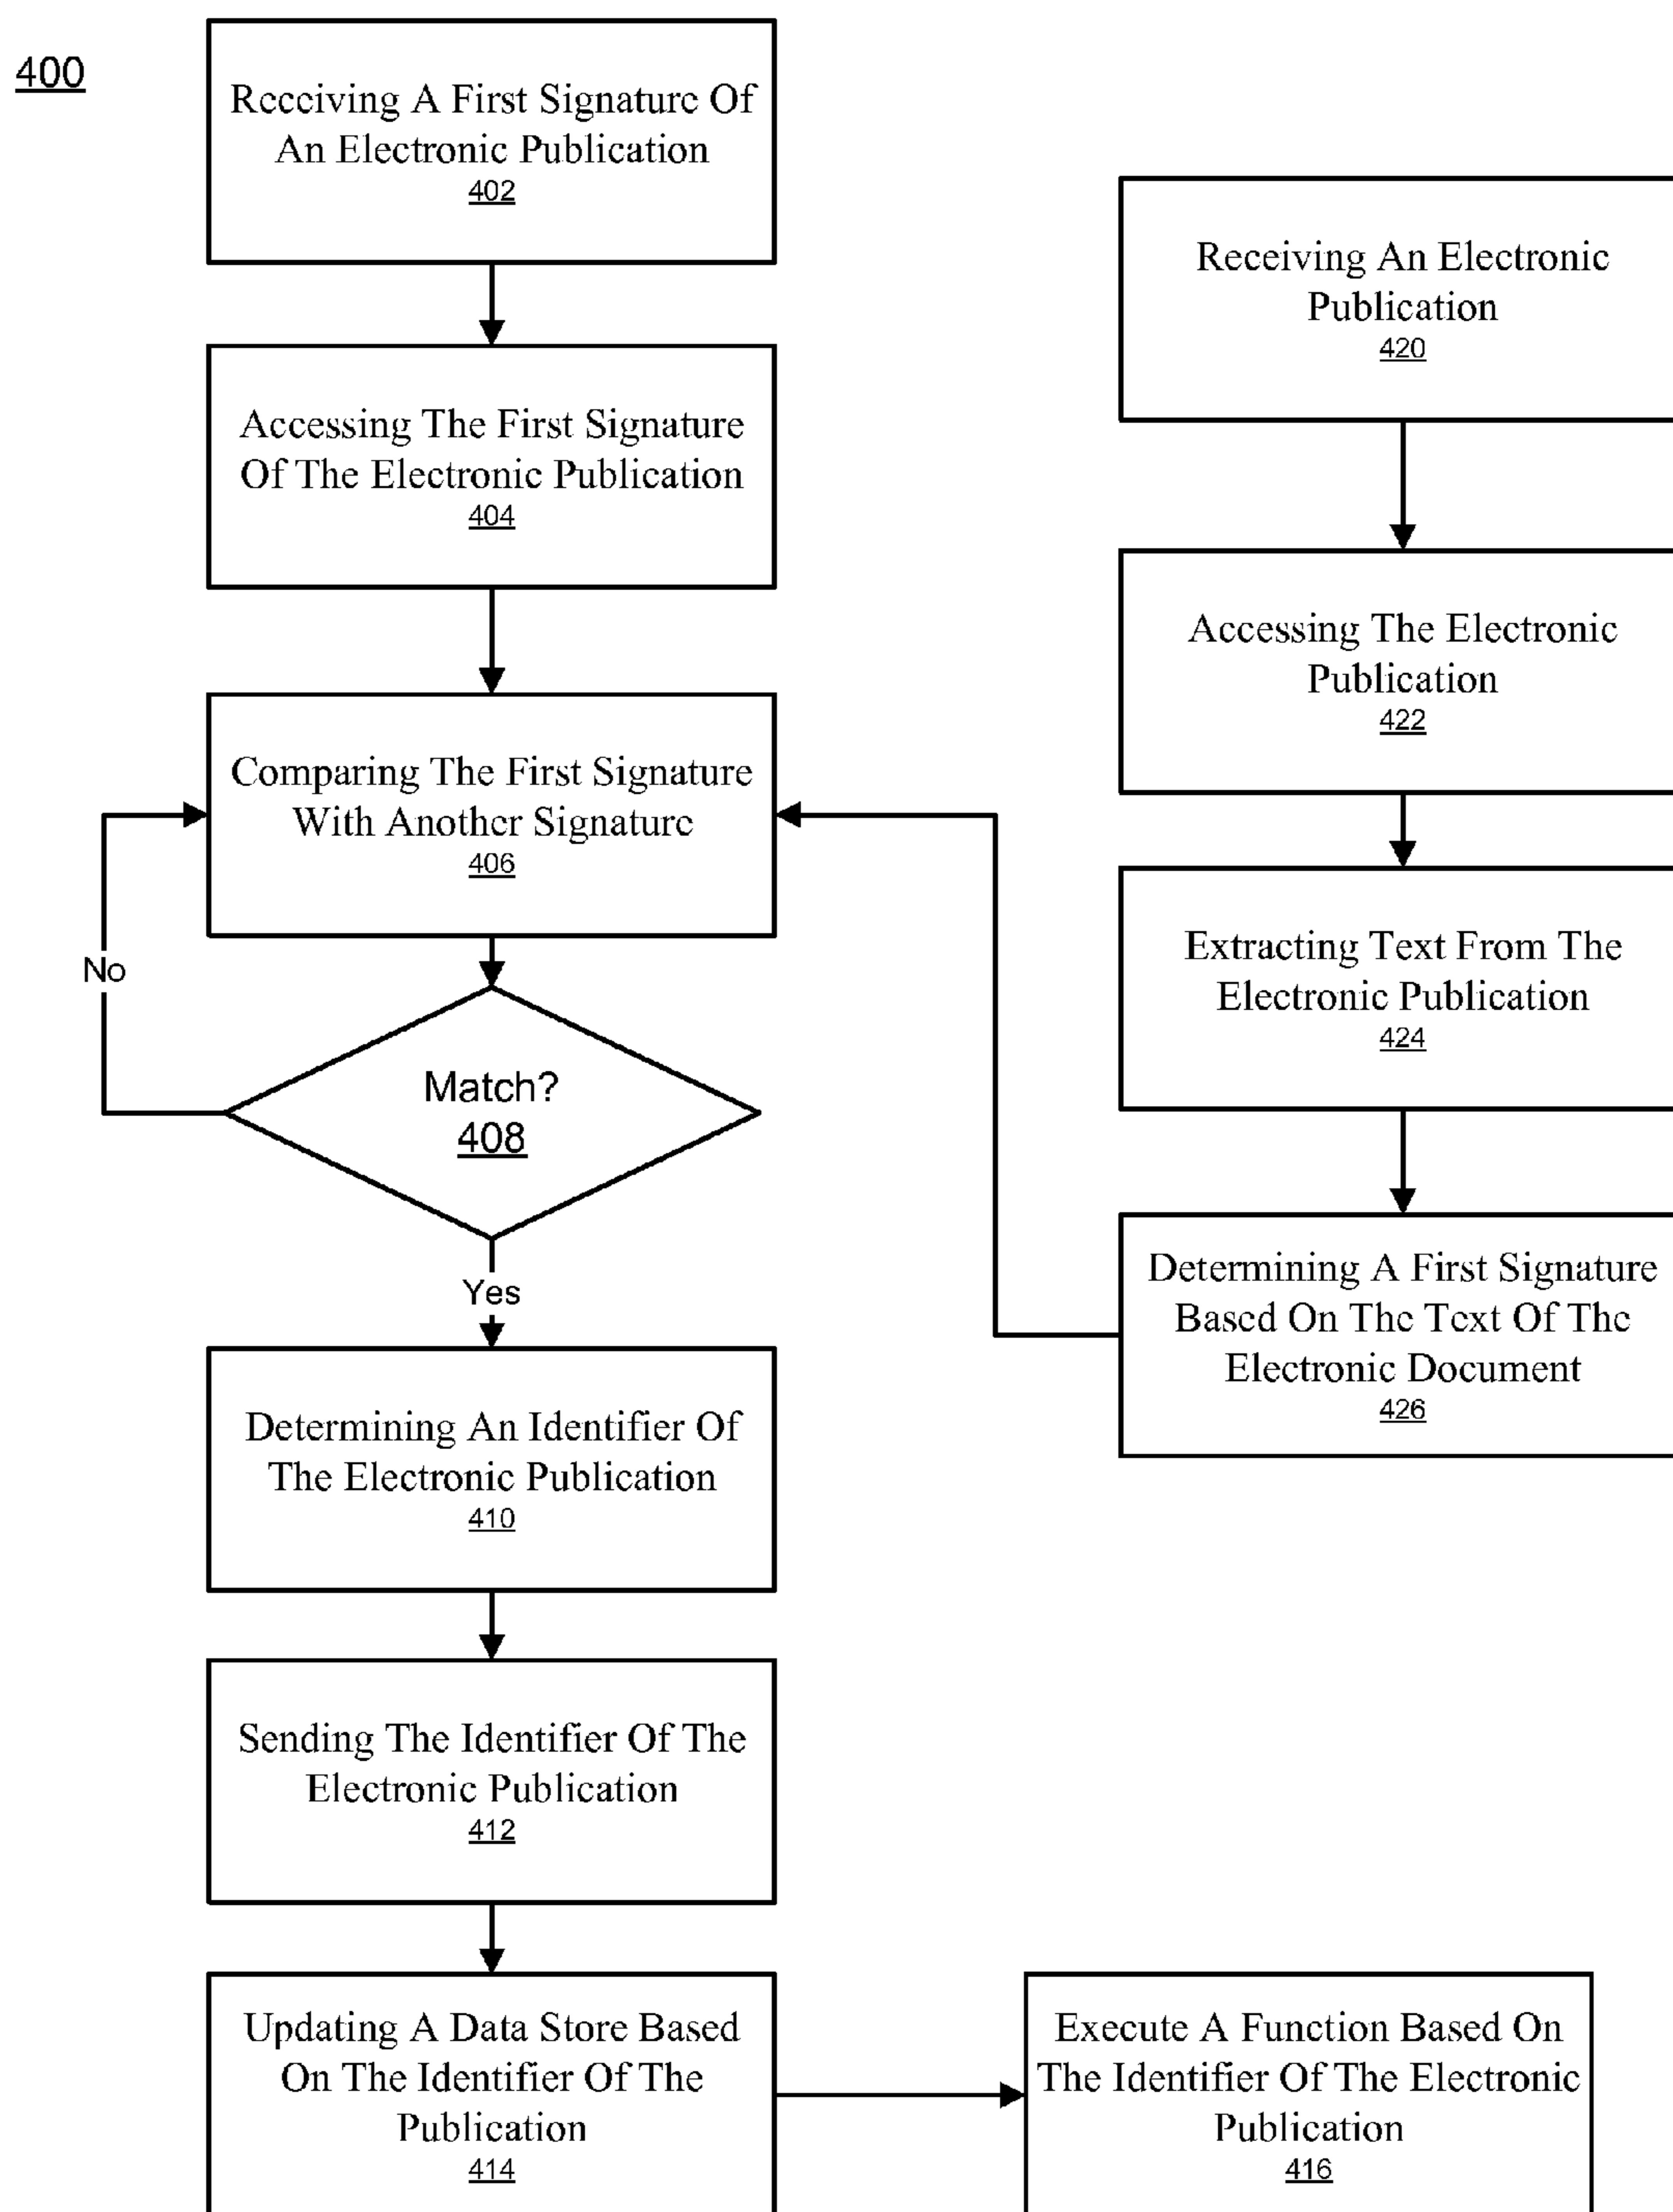 400
Receiving A First Signature Of
An Electronic Publication
402
Accessing The First Signature
Of The Electronic Publication
404
Comparing The First Signature
With Another Signature
406
No
Match?
408
Yes
Determining An Identifier Of
The Electronic Publication
410
Sending The Identifier Of The
Electronic Publication
412
Updating A Data Store Based
On The Identifier Of The
Publication
414
Execute A Function Based On
The Identifier Of The Electronic
Publication
416
Receiving An Electronic
Publication
420
Accessing The Electronic
Publication
422
Extracting Text From The
Electronic Publication
424
Determining A First Signature
Based On The Text Of The
Electronic Document
426